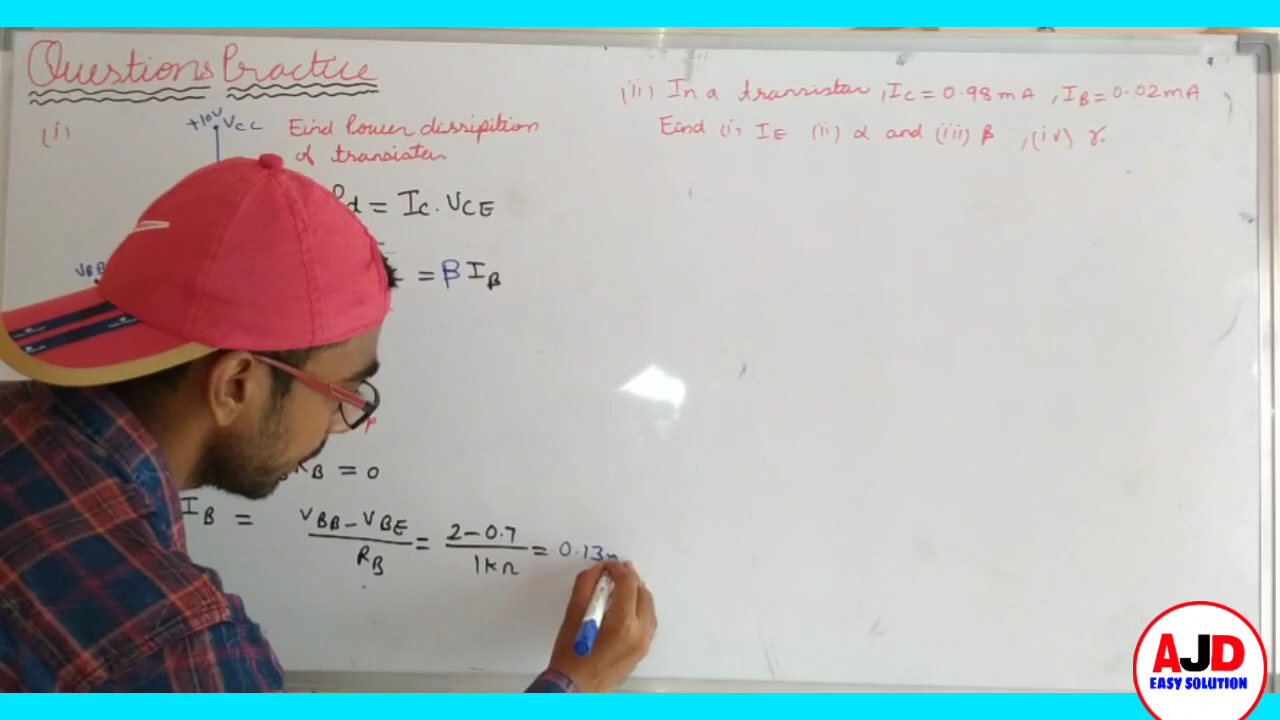 Questions Practice
(i)
+10V VCC
Find Power dissipition
of transister
Pd = IC . VCE
VBB
= β IB
RB = 0
IB = VBB - VBE / RB = 2 - 0.7 / 1kΩ = 0.13m
(ii) In a transistor, IC = 0.98 mA, IB = 0.02 mA
Find (i) IE (ii) α and (iii) β , (iv) γ.
AJD
EASY SOLUTION